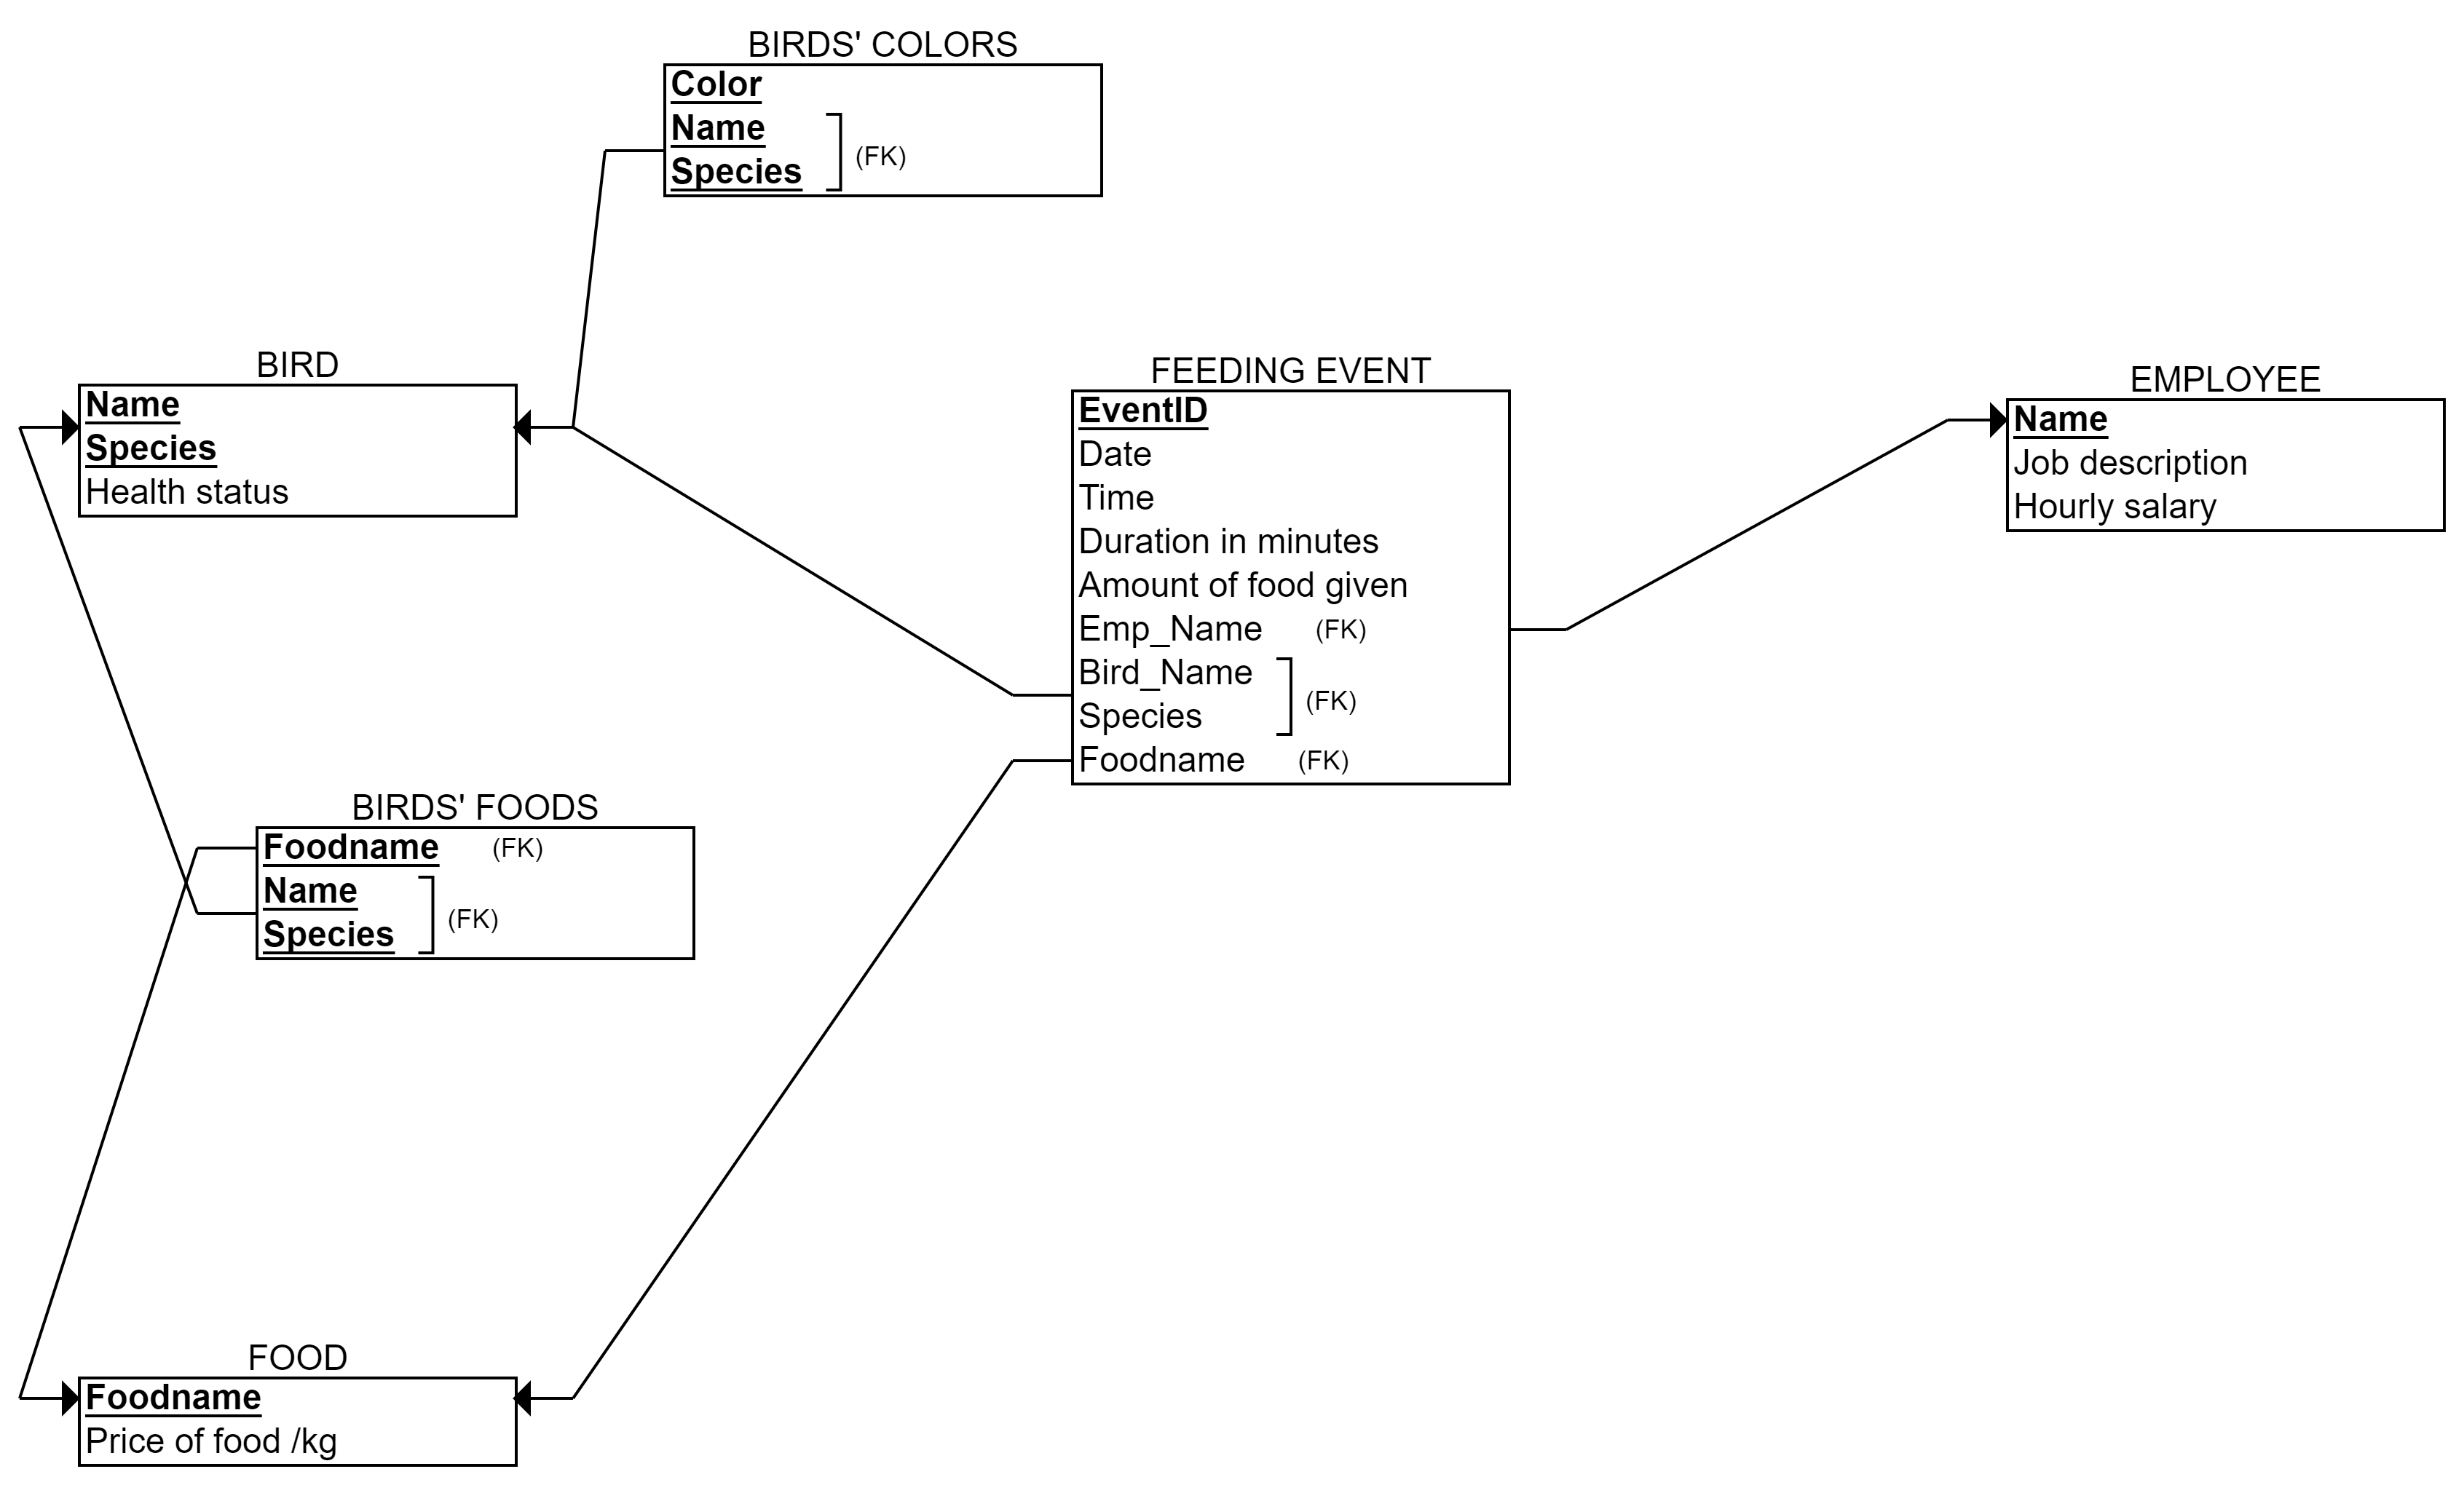 BIRDS' COLORS
Color
Name
Species
(FK)
BIRD
Name
Species
Health status
FEEDING EVENT
EventID
Date
Time
Duration in minutes
Amount of food given
Emp_Name (FK)
Bird_Name
Species
(FK)
Foodname (FK)
EMPLOYEE
Name
Job description
Hourly salary
BIRDS' FOODS
Foodname (FK)
Name
Species
(FK)
FOOD
Foodname
Price of food /kg